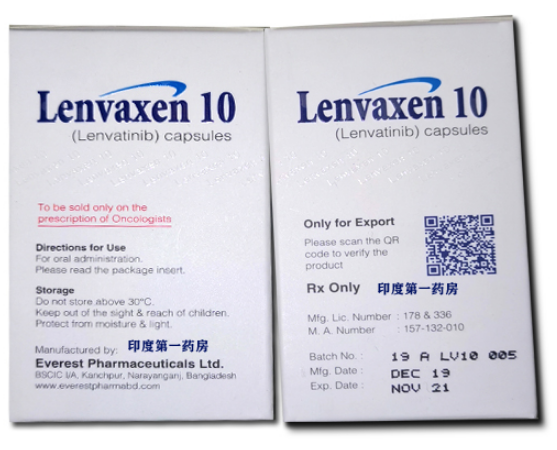 Lenvaxen 10
(Lenvatinib) capsules
To be sold only on the
prescription of Oncologists
Directions for Use
For oral administration.
Please read the package insert.
Storage
Do not store above 30°C.
Keep out of the sight & reach of children.
Protect from moisture & light.
Manufactured by: 印度第一药房
Everest Pharmaceuticals Ltd.
BSCIC I/A, Kanchpur, Narayanganj, Bangladesh
www.everestpharmabd.com
Lenvaxen 10
(Lenvatinib) capsules
Only for Export
Please scan the QR
code to verify the
product
Rx Only 印度第一药房
Mfg. Lic. Number : 178 & 336
M. A. Number : 157-132-010
Batch No. : 19 A LV10 005
Mfg. Date : DEC 19
Exp. Date : NOV 21